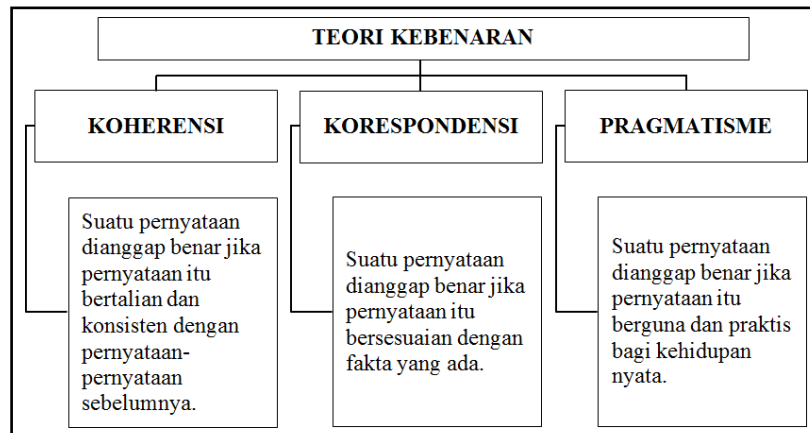 TEORI KEBENARAN
KOHERENSI
KORESPONDENSI
PRAGMATISME
Suatu pernyataan
dianggap benar jika
pernyataan itu
bertalian dan
konsisten dengan
pernyataan-
pernyataan
sebelumnya.
Suatu pernyataan
dianggap benar jika
pernyataan itu
bersesuaian dengan
fakta yang ada.
Suatu pernyataan
dianggap benar jika
pernyataan itu
berguna dan praktis
bagi kehidupan
nyata.